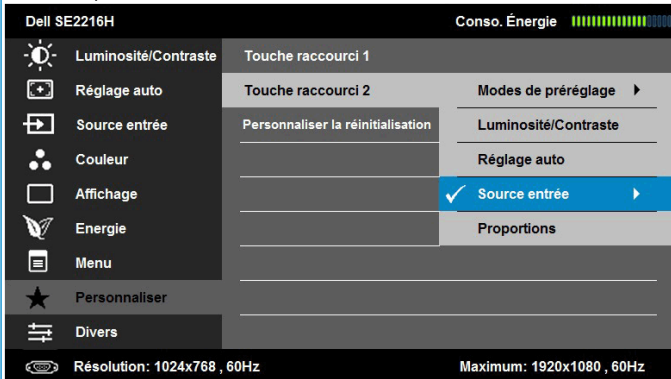 Dell SE2216H Conso. Énergie
Luminosité/Contraste Touche raccourci 1
Réglage auto Touche raccourci 2 Modes de préréglage
Source entrée Personnaliser la réinitialisation Luminosité/Contraste
Couleur Réglage auto
Affichage Source entrée
Energie Proportions
Menu
Personnaliser
Divers
Résolution: 1024x768 , 60Hz Maximum: 1920x1080 , 60Hz